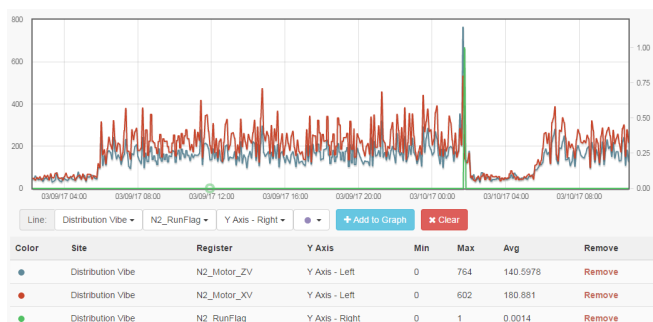 800
600
400
200
0
1.00
0.75
0.50
0.25
0.00
03/09/17 04:00 03/09/17 08:00 03/09/17 12:00 03/09/17 16:00 03/09/17 20:00 03/10/17 00:00 03/10/17 04:00 03/10/17 08:00
Line: Distribution Vibe N2_RunFlag Y Axis - Right + Add to Graph × Clear
Color Site Register Y Axis Min Max Avg Remove
Distribution Vibe N2_Motor_ZV Y Axis - Left 0 764 140.5978 Remove
Distribution Vibe N2_Motor_XV Y Axis - Left 0 602 180.881 Remove
Distribution Vibe N2_RunFlag Y Axis - Right 0 1 0.0014 Remove